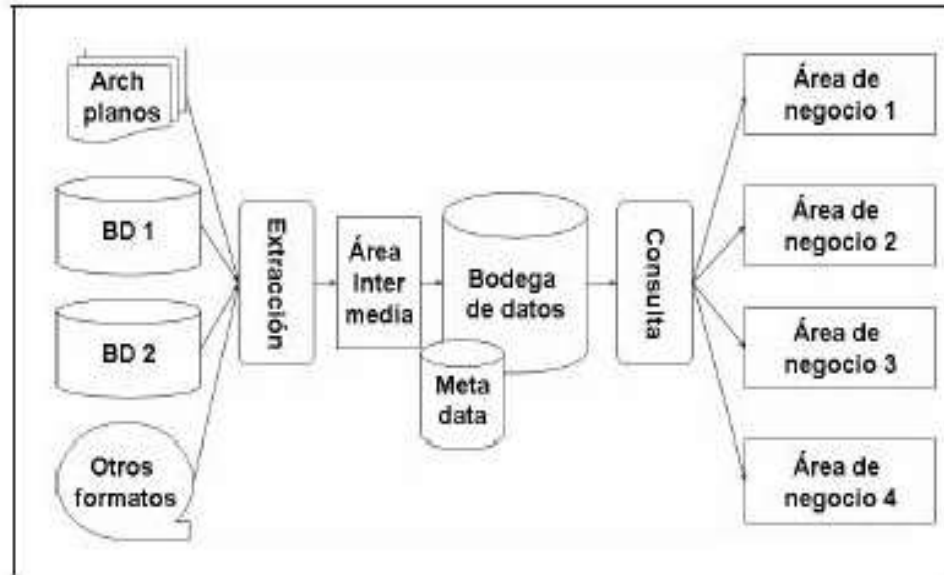 Arch
planos
BD 1
BD 2
Otros
formatos
Extracción
Área
Inter
media
Bodega
de datos
Meta
data
Consulta
Área de
negocio 1
Área de
negocio 2
Área de
negocio 3
Área de
negocio 4